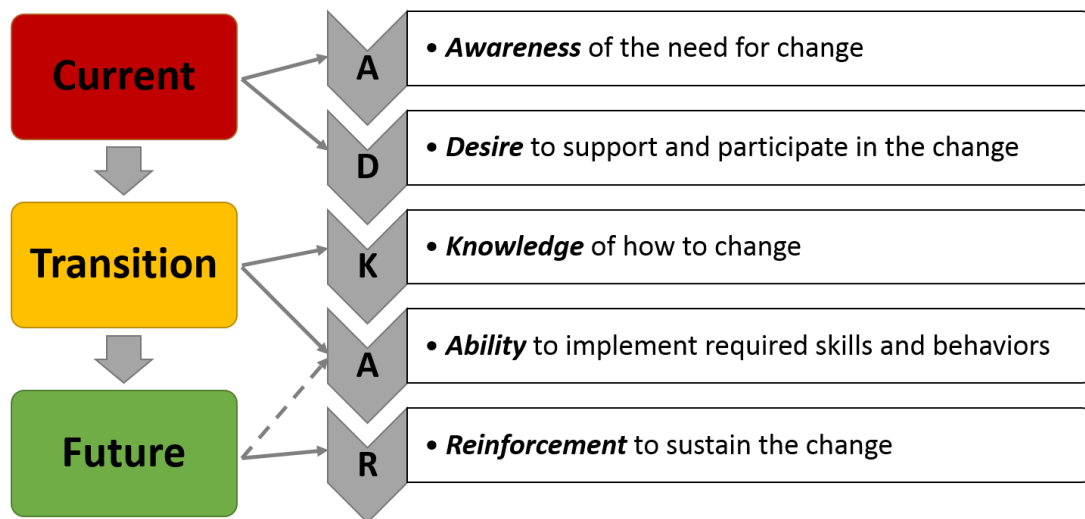 Current
A
• Awareness of the need for change
D
• Desire to support and participate in the change
Transition
K
• Knowledge of how to change
A
• Ability to implement required skills and behaviors
Future
R
• Reinforcement to sustain the change